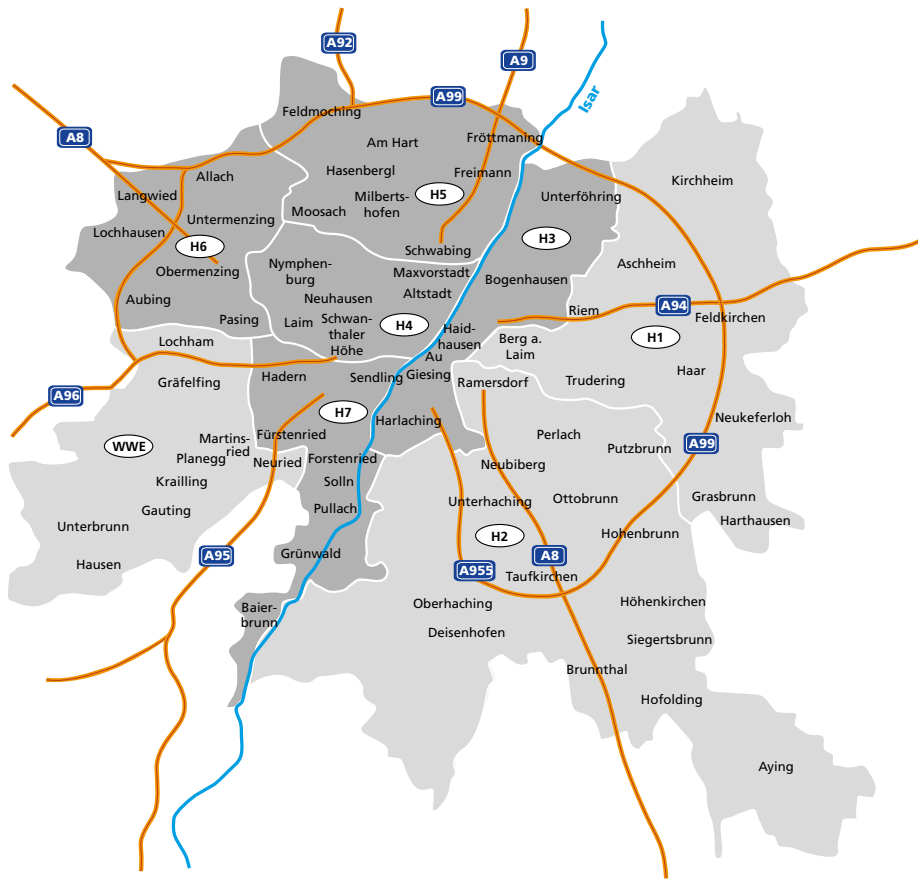 A92
A9
A99
Isar
Feldmoching
A8
Am Hart
Fröttmaning
Hasenbergl
Freimann
Kirchheim
Allach
Langwied
Milberts-
hofen
H5
Unterföhring
Moosach
Untermenzing
Lochhausen
H6
H3
Schwabing
Nymphen-
burg
Maxvorstadt
Aschheim
Obermenzing
Bogenhausen
Altstadt
Aubing
Neuhausen
A94
Riem
Feldkirchen
Pasing
Laim
Schwan-
thaler
Höhe
H4
Haid-
hausen
H1
Lochham
Berg a.
Laim
Au
Giesing
Hadern
Sendling
Ramersdorf
Trudering
Haar
Gräfelfing
A96
H7
Harlaching
Neukeferloh
WWE
Martins-
ried
Fürstenried
Perlach
Putzbrunn
A99
Planegg
Neuried
Forstenried
Neubiberg
Krailling
Solln
Unterhaching
Ottobrunn
Grasbrunn
Gauting
Pullach
Harthausen
Unterbrunn
H2
Hohenbrunn
A95
Grünwald
A8
Hausen
A955
Taufkirchen
Baier-
brunn
Oberhaching
Höhenkirchen
Deisenhofen
Siegertsbrunn
Brunnthal
Hofolding
Aying